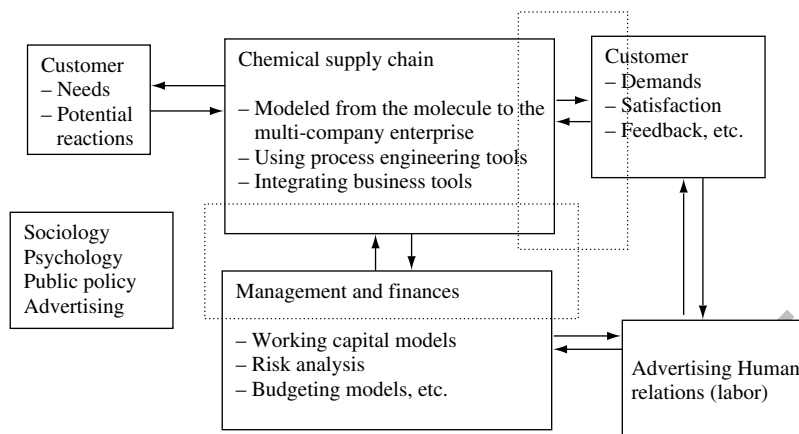 Customer
– Needs
– Potential
reactions
Chemical supply chain
– Modeled from the molecule to the
multi-company enterprise
– Using process engineering tools
– Integrating business tools
Customer
– Demands
– Satisfaction
– Feedback, etc.
Sociology
Psychology
Public policy
Advertising
Management and finances
– Working capital models
– Risk analysis
– Budgeting models, etc.
Advertising Human
relations (labor)